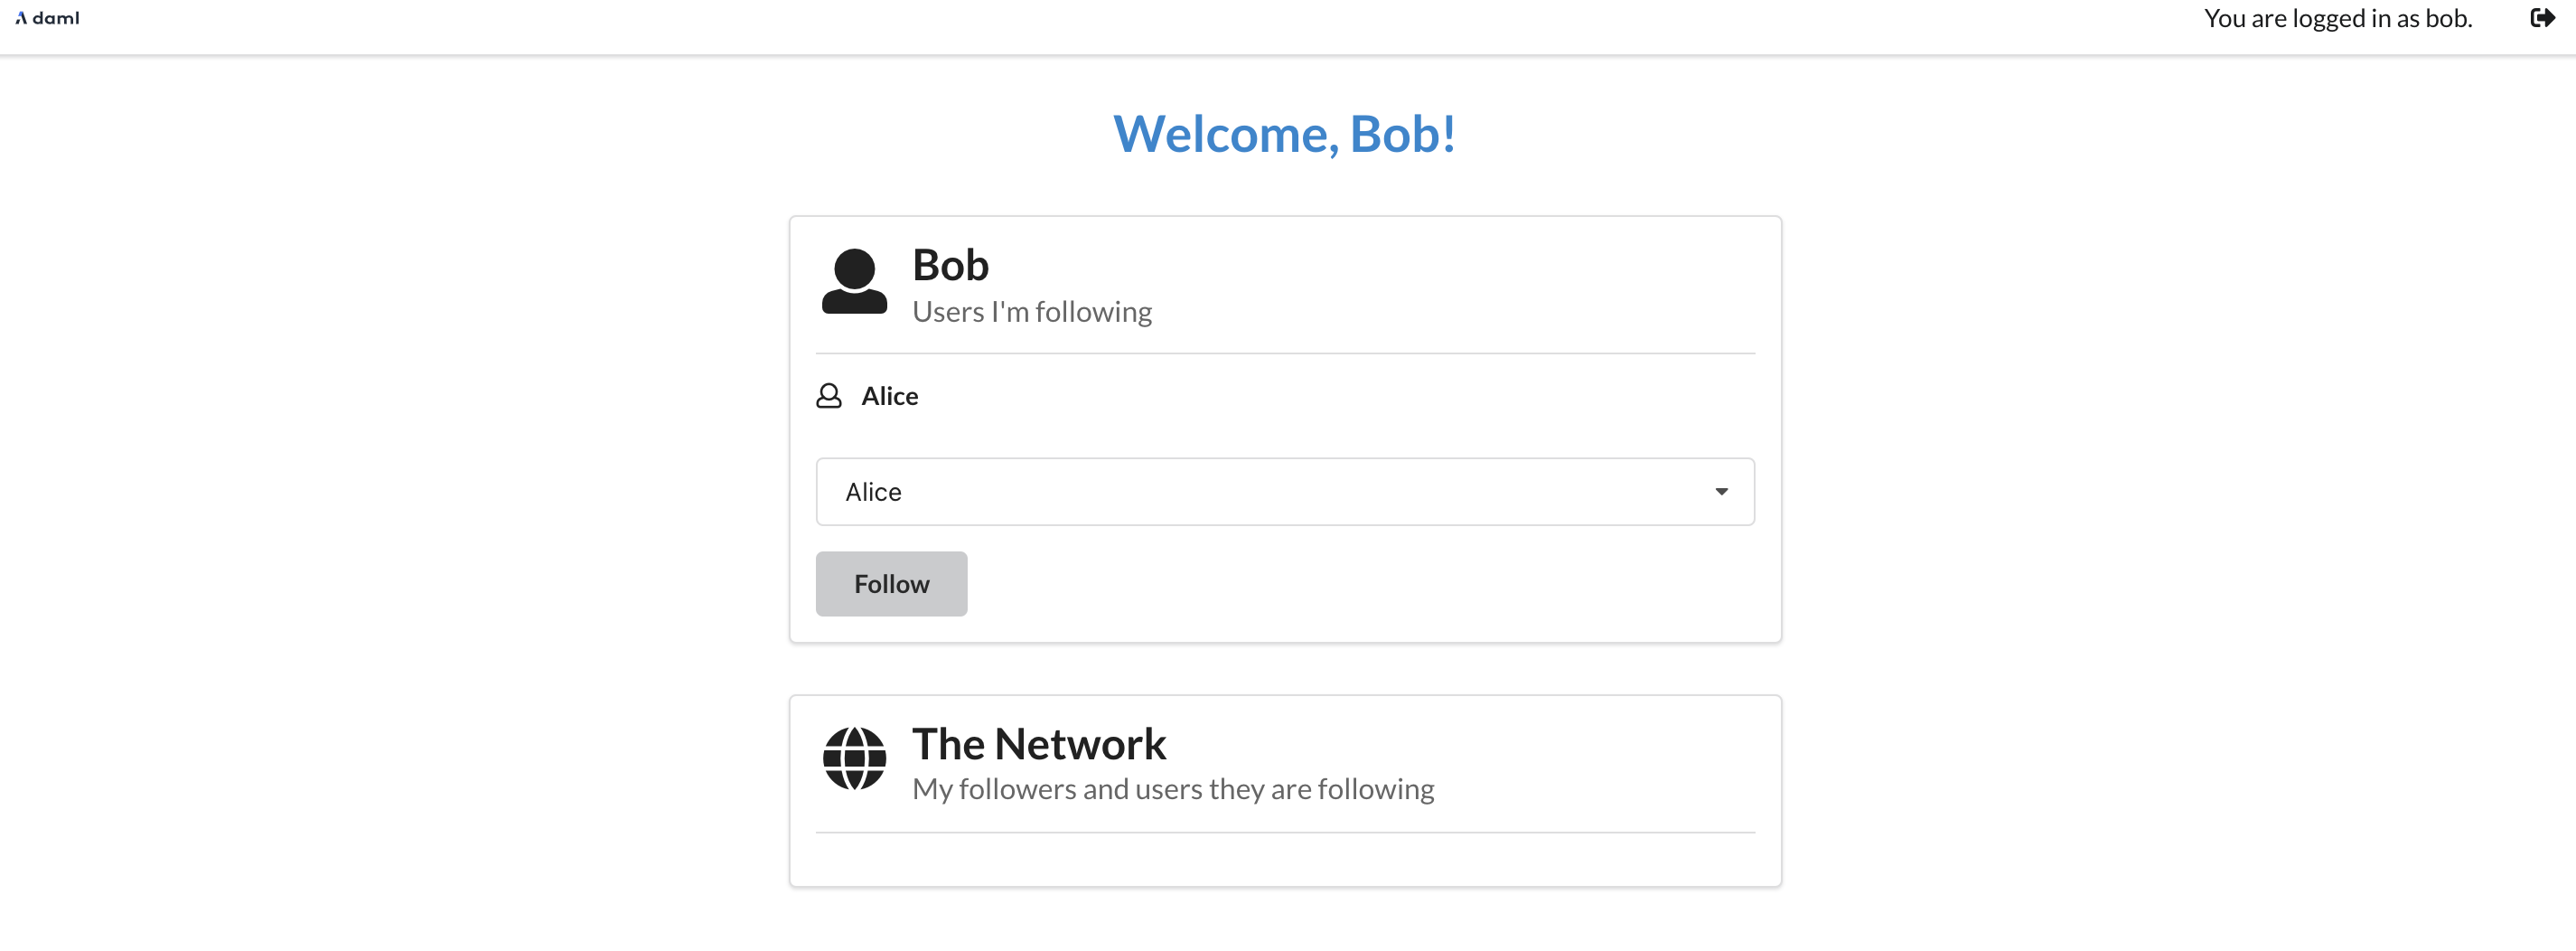 daml
You are logged in as bob.
Welcome, Bob!
Bob
Users I'm following
Alice
Alice
Follow
The Network
My followers and users they are following